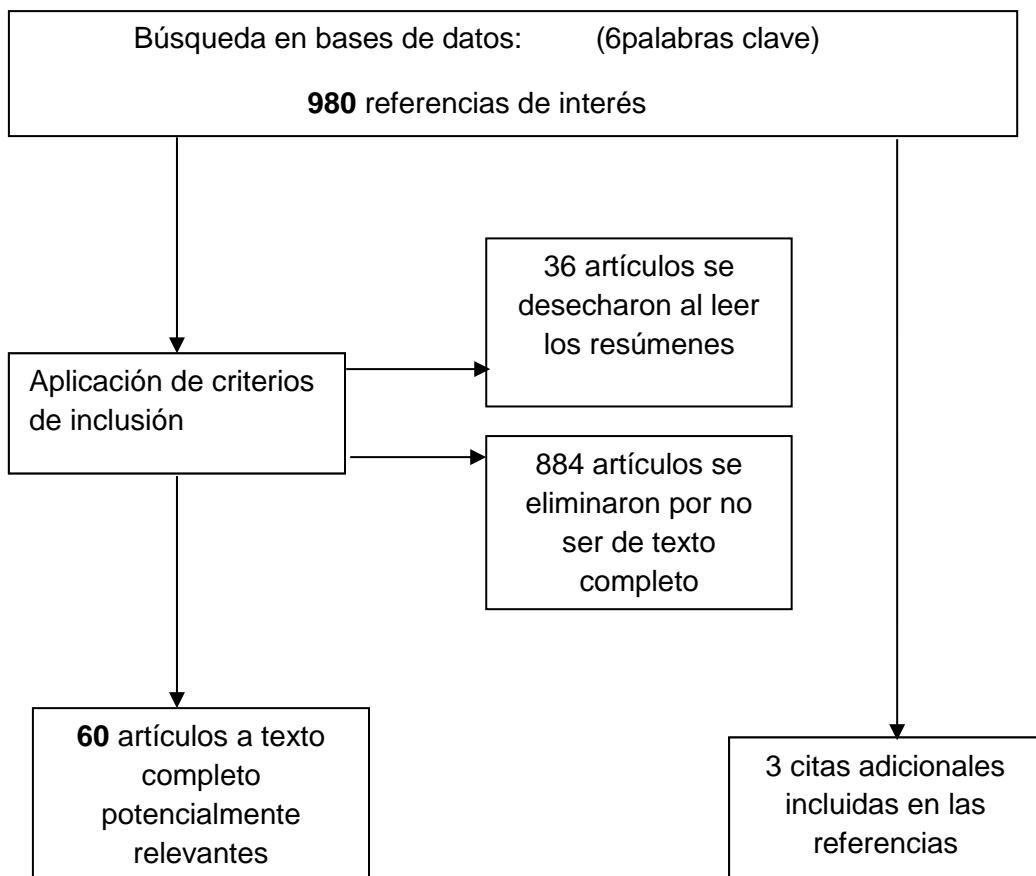 Búsqueda en bases de datos: (6palabras clave)
980 referencias de interés
36 artículos se
desecharon al leer
los resúmenes
Aplicación de criterios
de inclusión
884 artículos se
eliminaron por no
ser de texto
completo
60 artículos a texto
completo
potencialmente
relevantes
3 citas adicionales
incluidas en las
referencias